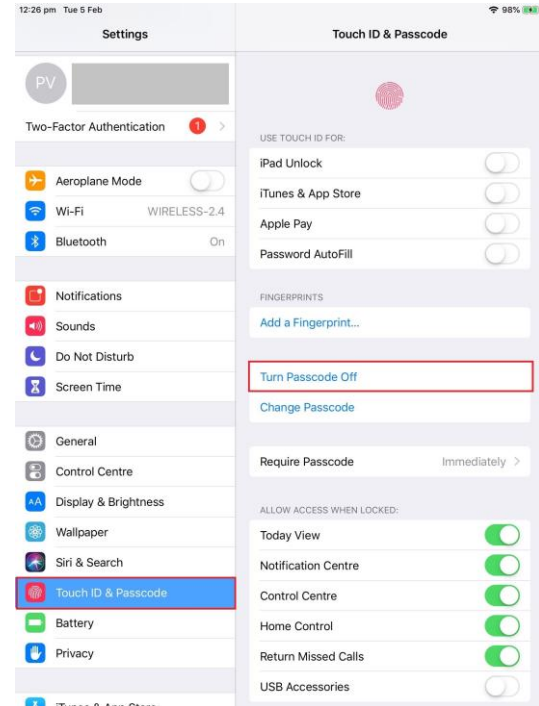 12:26 pm Tue 5 Feb
98%
Settings
PV
Two-Factor Authentication 1
Aeroplane Mode
Wi-Fi WIRELESS-2.4
Bluetooth On
Notifications
Sounds
Do Not Disturb
Screen Time
General
Control Centre
AA Display & Brightness
Wallpaper
Siri & Search
Touch ID & Passcode
Battery
Privacy
iTunes & App Store
Touch ID & Passcode
USE TOUCH ID FOR:
iPad Unlock
iTunes & App Store
Apple Pay
Password AutoFill
FINGERPRINTS
Add a Fingerprint...
Turn Passcode Off
Change Passcode
Require Passcode Immediately
ALLOW ACCESS WHEN LOCKED:
Today View
Notification Centre
Control Centre
Home Control
Return Missed Calls
USB Accessories